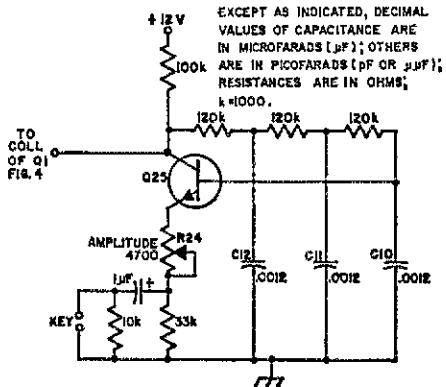 +12V
EXCEPT AS INDICATED, DECIMAL
VALUES OF CAPACITANCE ARE
IN MICROFARADS (µF); OTHERS
ARE IN PICOFARADS (pF OR µµF);
RESISTANCES ARE IN OHMS;
k=1000.
100k
120k
120k
120k
TO
COLL
OF Q1
FIG. 4
Q25
AMPLITUDE
4700
R24
C12
.0012
C11
.0012
C10
.0012
1µF
+
KEY
10k
33k